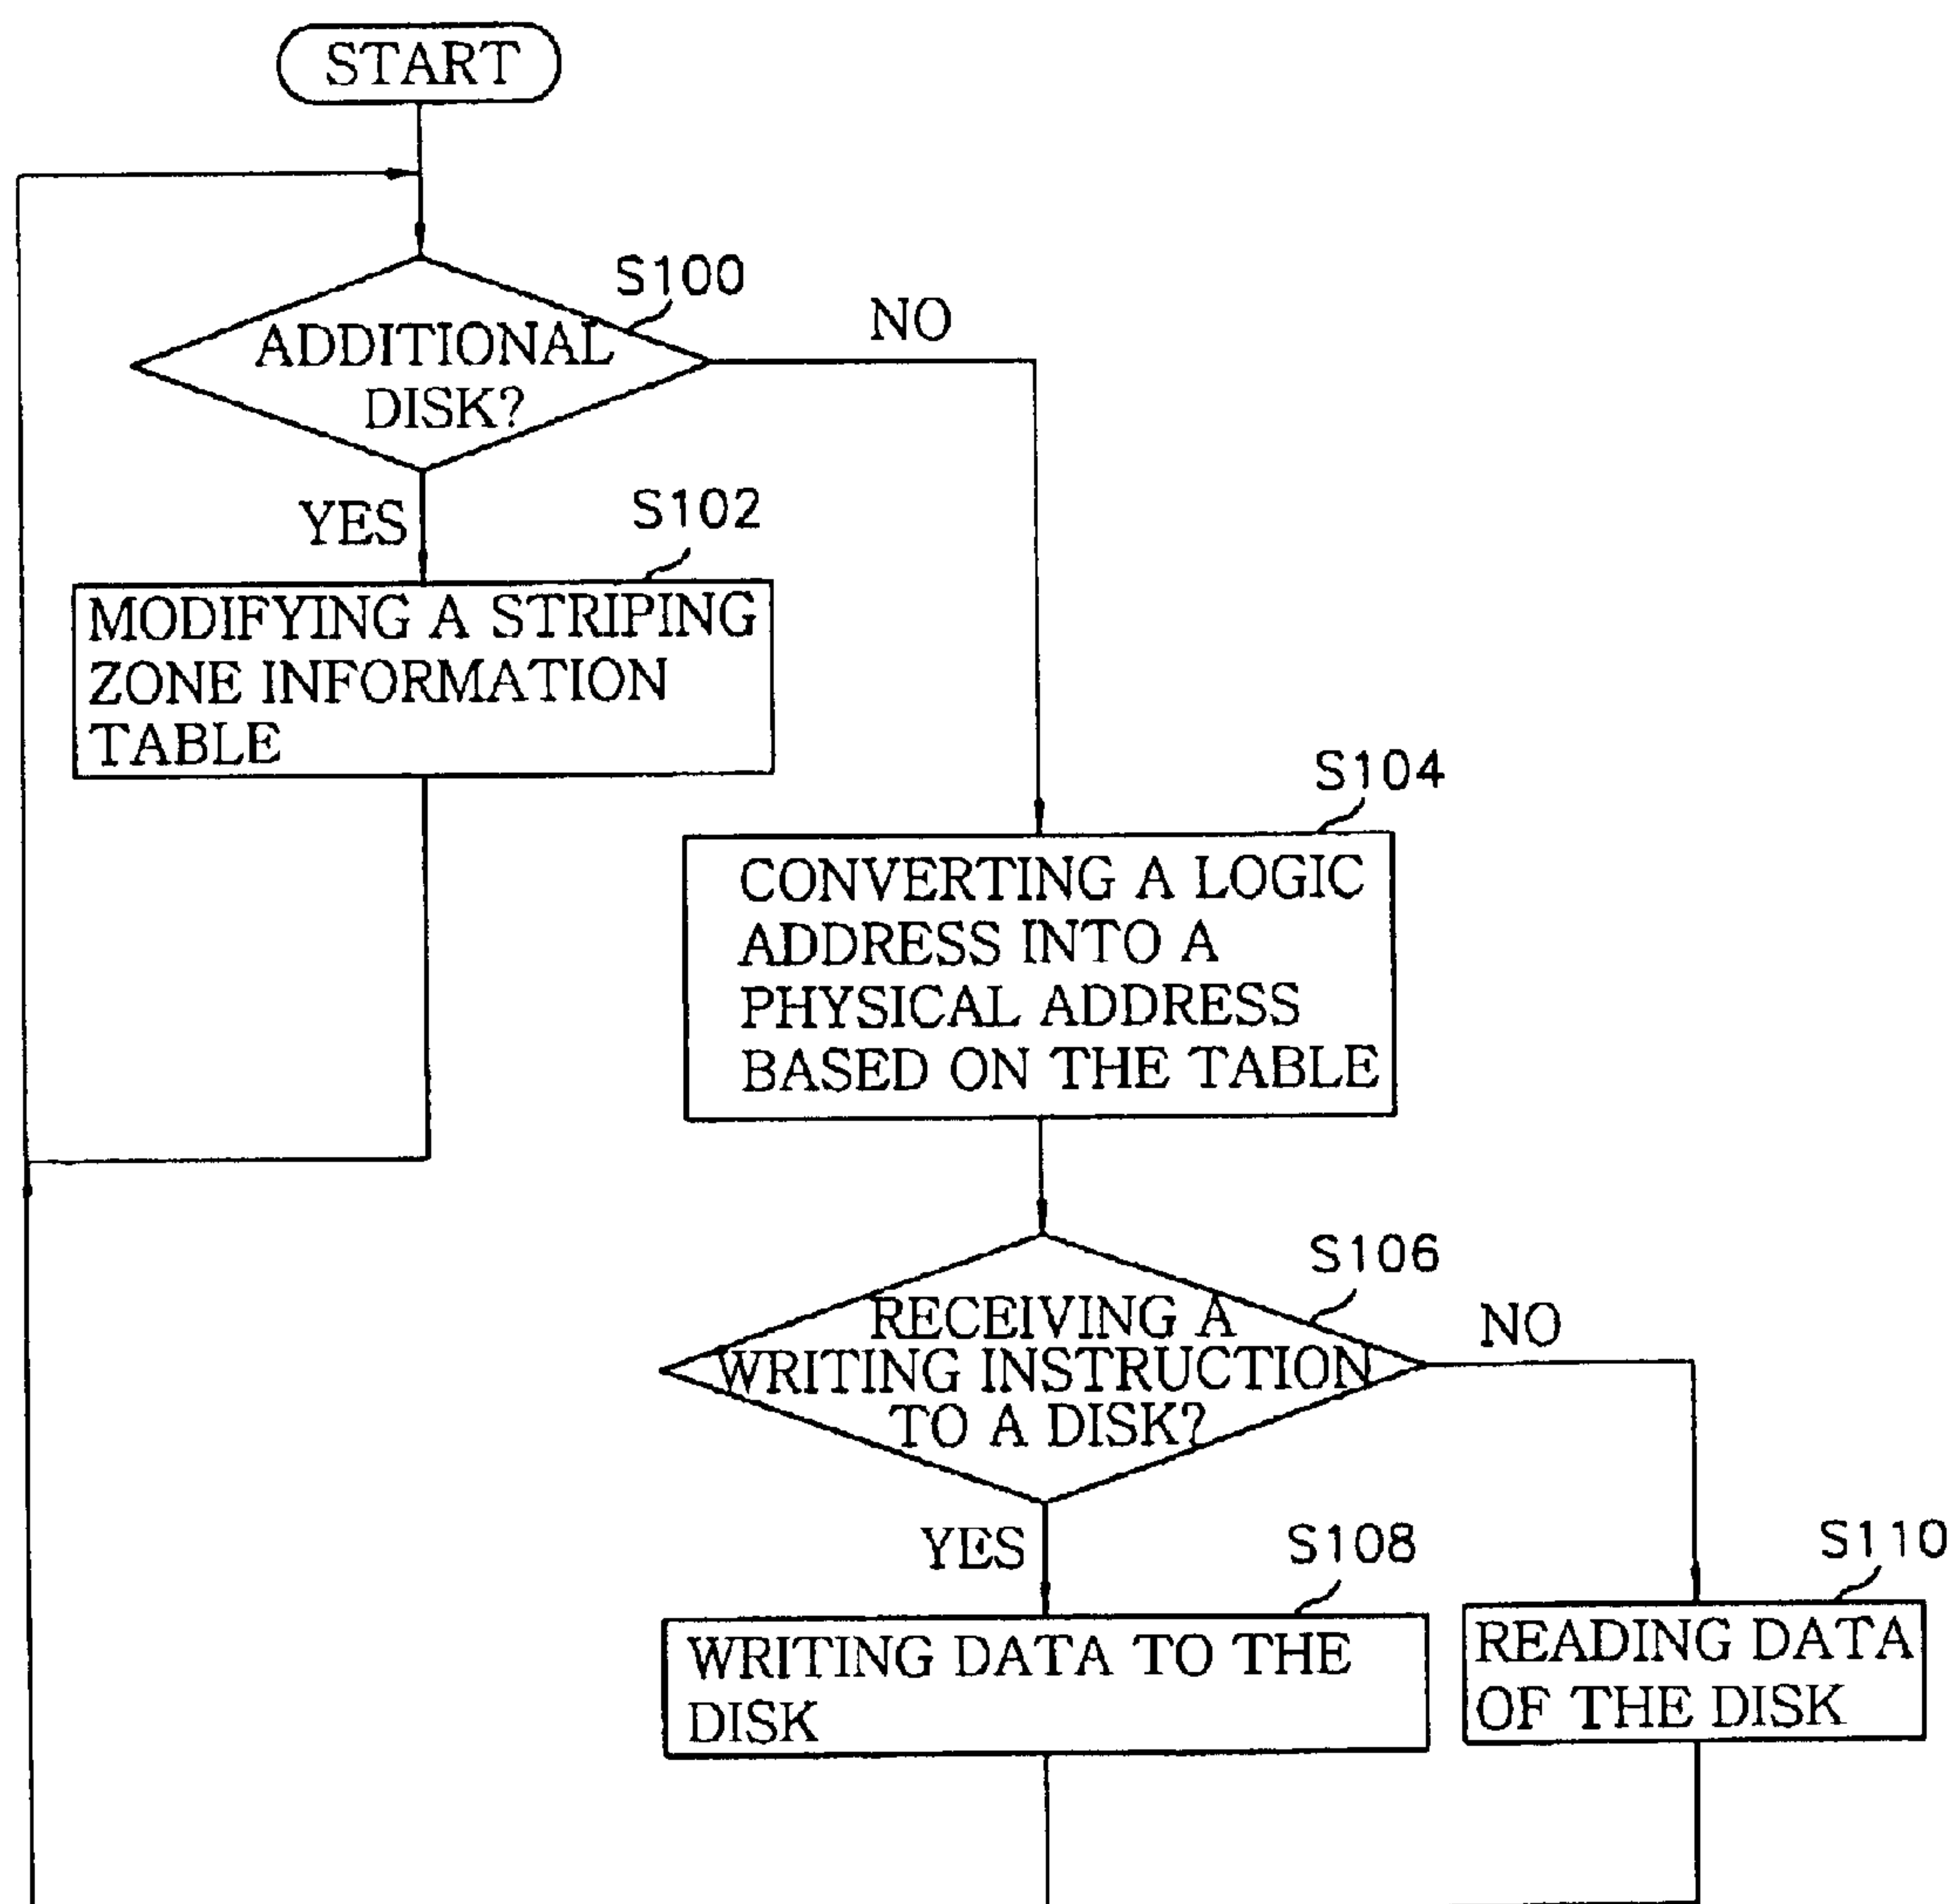 START
S100
ADDITIONAL
DISK?
NO
YES
S102
MODIFYING A STRIPING
ZONE INFORMATION
TABLE
S104
CONVERTING A LOGIC
ADDRESS INTO A
PHYSICAL ADDRESS
BASED ON THE TABLE
S106
RECEIVING A
WRITING INSTRUCTION
TO A DISK?
NO
YES
S108
WRITING DATA TO THE
DISK
S110
READING DATA
OF THE DISK